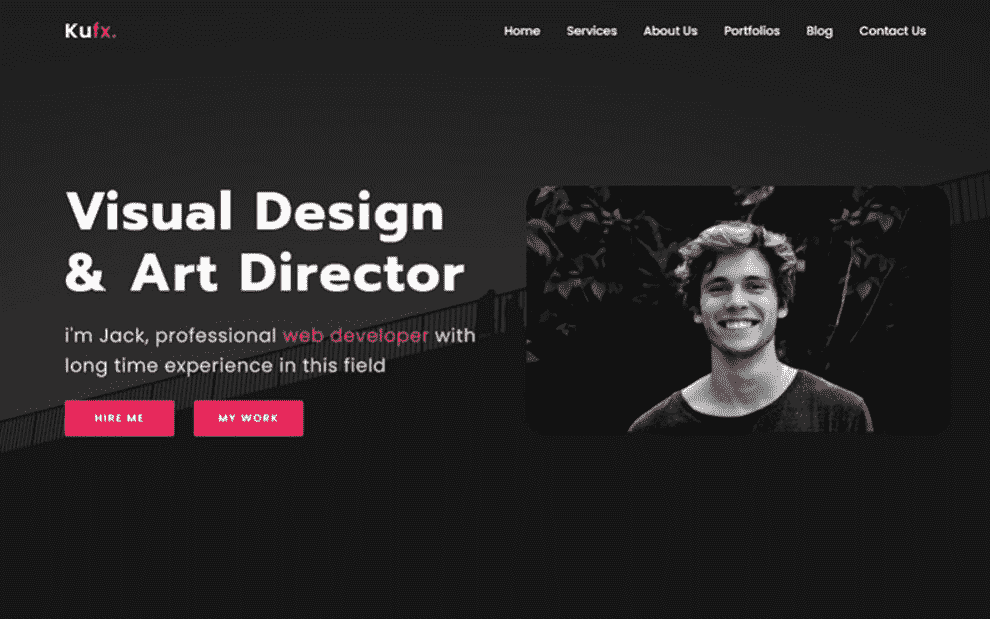 Kufx.
Home Services About Us Portfolios Blog Contact Us
Visual Design
& Art Director
i'm Jack, professional web developer with
long time experience in this field
HIRE ME MY WORK